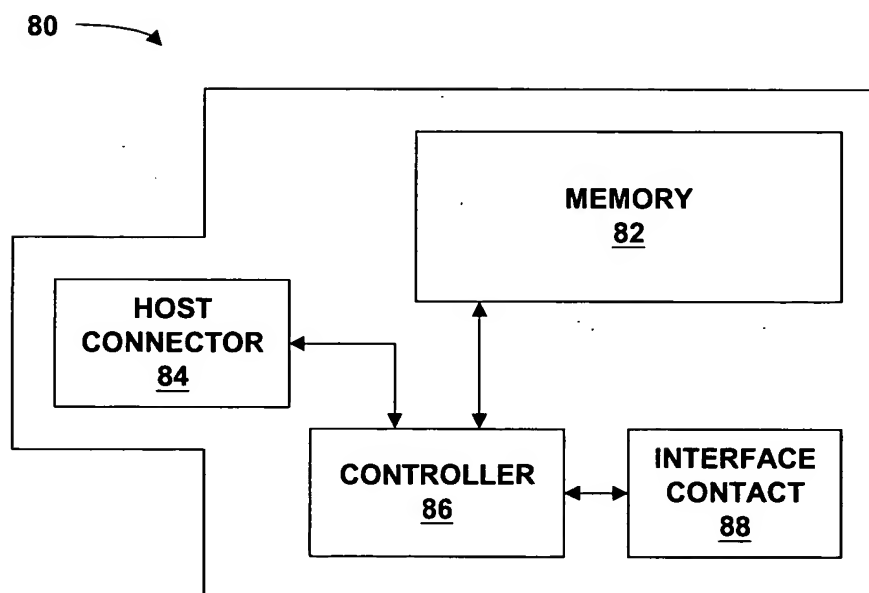 80
MEMORY
82
HOST
CONNECTOR
84
CONTROLLER
86
INTERFACE
CONTACT
88